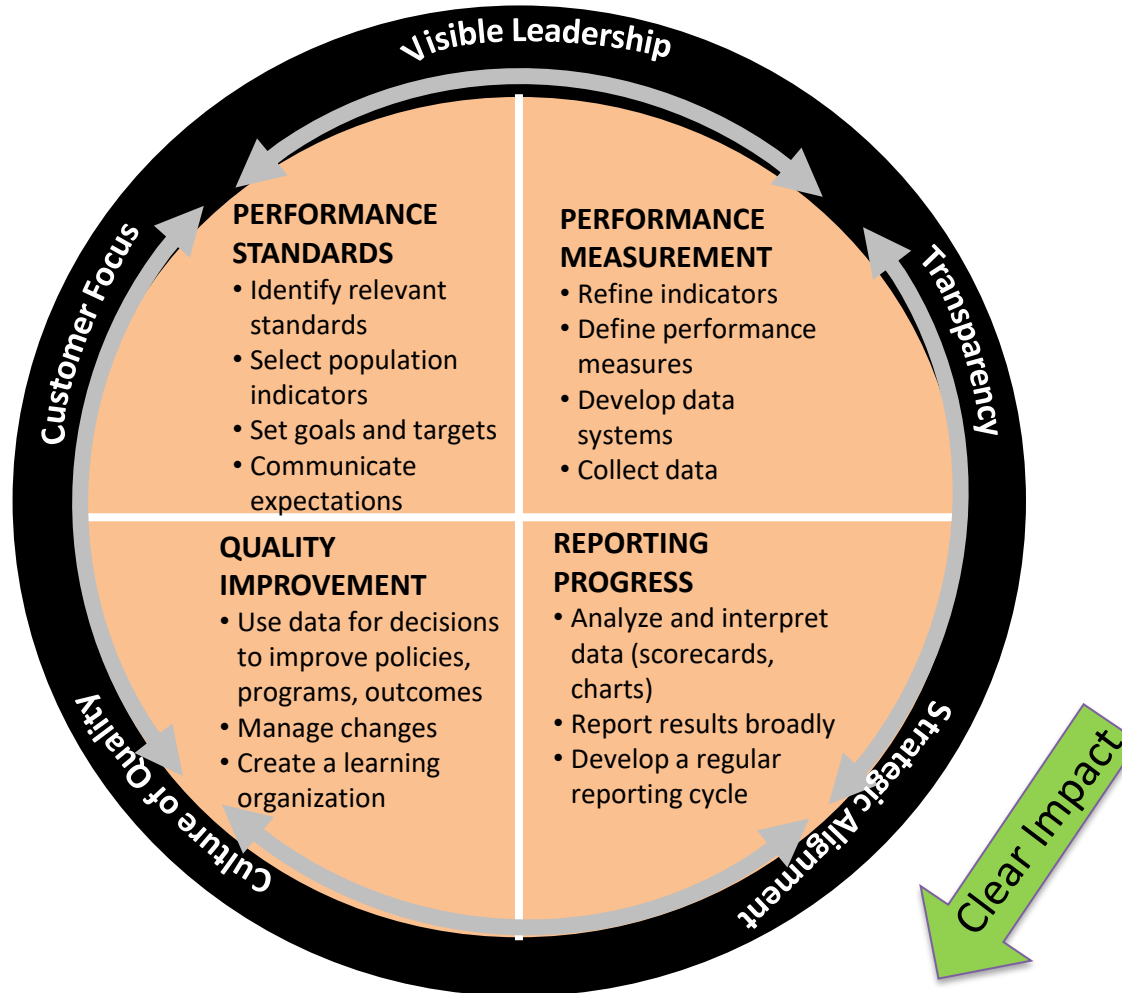 Visible Leadership
Customer Focus
Transparency
PERFORMANCE
STANDARDS
• Identify relevant
standards
• Select population
indicators
• Set goals and targets
• Communicate
expectations
PERFORMANCE
MEASUREMENT
• Refine indicators
• Define performance
measures
• Develop data
systems
• Collect data
QUALITY
IMPROVEMENT
• Use data for decisions
to improve policies,
programs, outcomes
• Manage changes
• Create a learning
organization
REPORTING
PROGRESS
• Analyze and interpret
data (scorecards,
charts)
• Report results broadly
• Develop a regular
reporting cycle
Culture of Quality
Strategic Alignment
Clear Impact